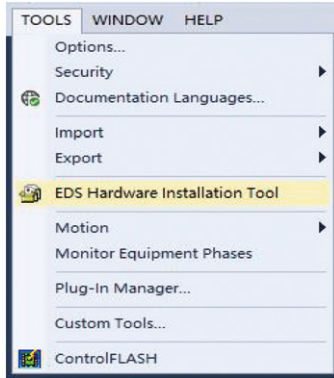 TOOLS WINDOW HELP
Options...
Security
Documentation Languages...
Import
Export
EDS Hardware Installation Tool
Motion
Monitor Equipment Phases
Plug-In Manager...
Custom Tools...
ControlFLASH